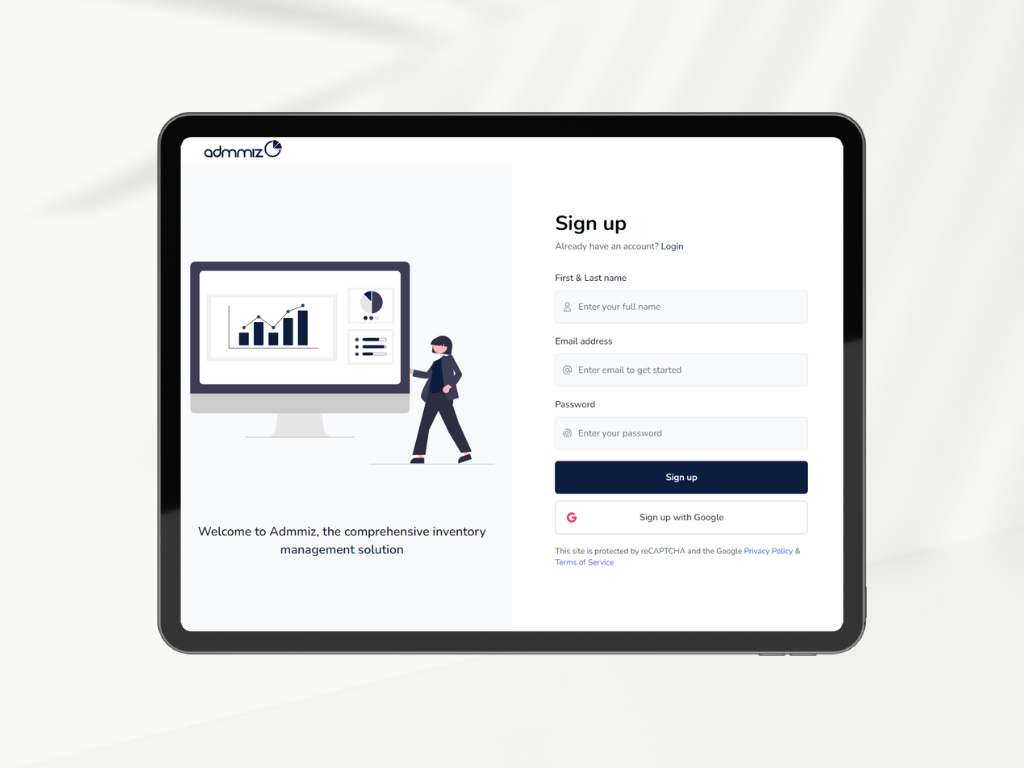 admmiz
Sign up
Already have an account? Login
First & Last name
Enter your full name
Email address
Enter email to get started
Password
Enter your password
Sign up
Sign up with Google
This site is protected by reCAPTCHA and the Google Privacy Policy &
Terms of Service
Welcome to Admmiz, the comprehensive inventory
management solution